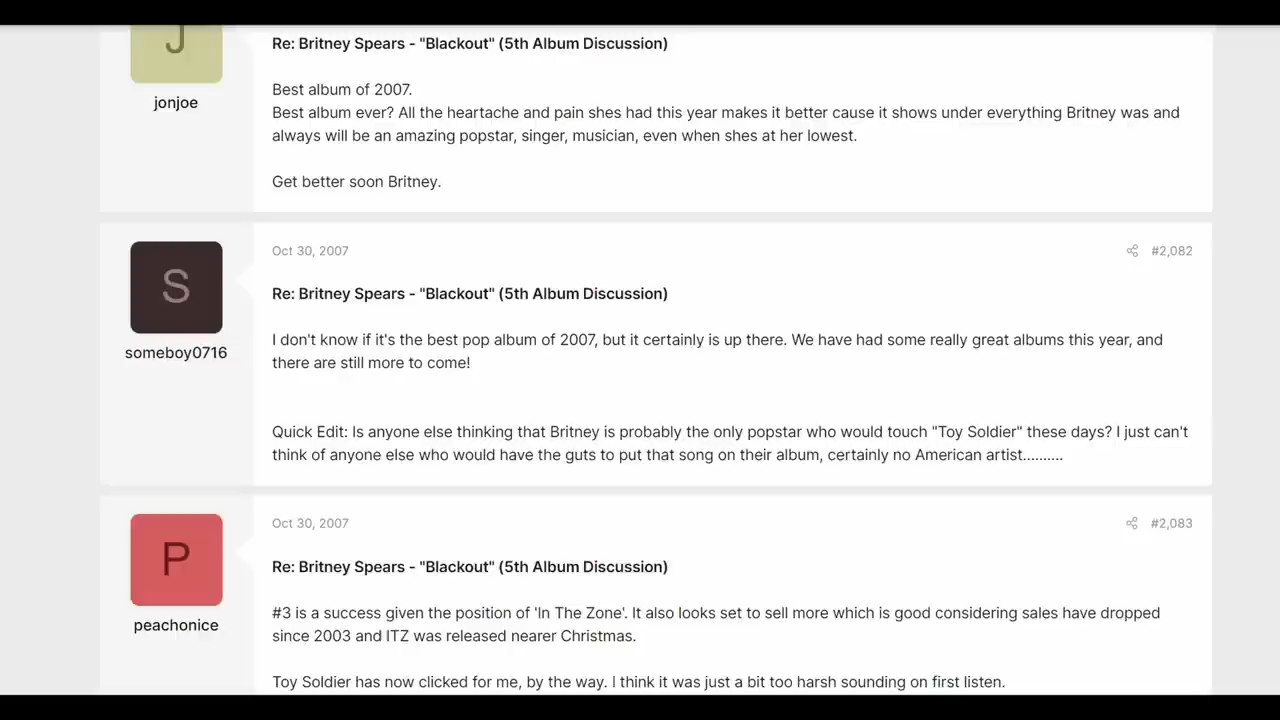 J
jonjoe
Re: Britney Spears - "Blackout" (5th Album Discussion)
Best album of 2007.
Best album ever? All the heartache and pain shes had this year makes it better cause it shows under everything Britney was and
always will be an amazing popstar, singer, musician, even when shes at her lowest.
Get better soon Britney.
S
someboy0716
Oct 30, 2007
#2,082
Re: Britney Spears - "Blackout" (5th Album Discussion)
I don't know if it's the best pop album of 2007, but it certainly is up there. We have had some really great albums this year, and
there are still more to come!
Quick Edit: Is anyone else thinking that Britney is probably the only popstar who would touch "Toy Soldier" these days? I just can't
think of anyone else who would have the guts to put that song on their album, certainly no American artist..........
P
peachonice
Oct 30, 2007
#2,083
Re: Britney Spears - "Blackout" (5th Album Discussion)
#3 is a success given the position of 'In The Zone'. It also looks set to sell more which is good considering sales have dropped
since 2003 and ITZ was released nearer Christmas.
Toy Soldier has now clicked for me, by the way. I think it was just a bit too harsh sounding on first listen.